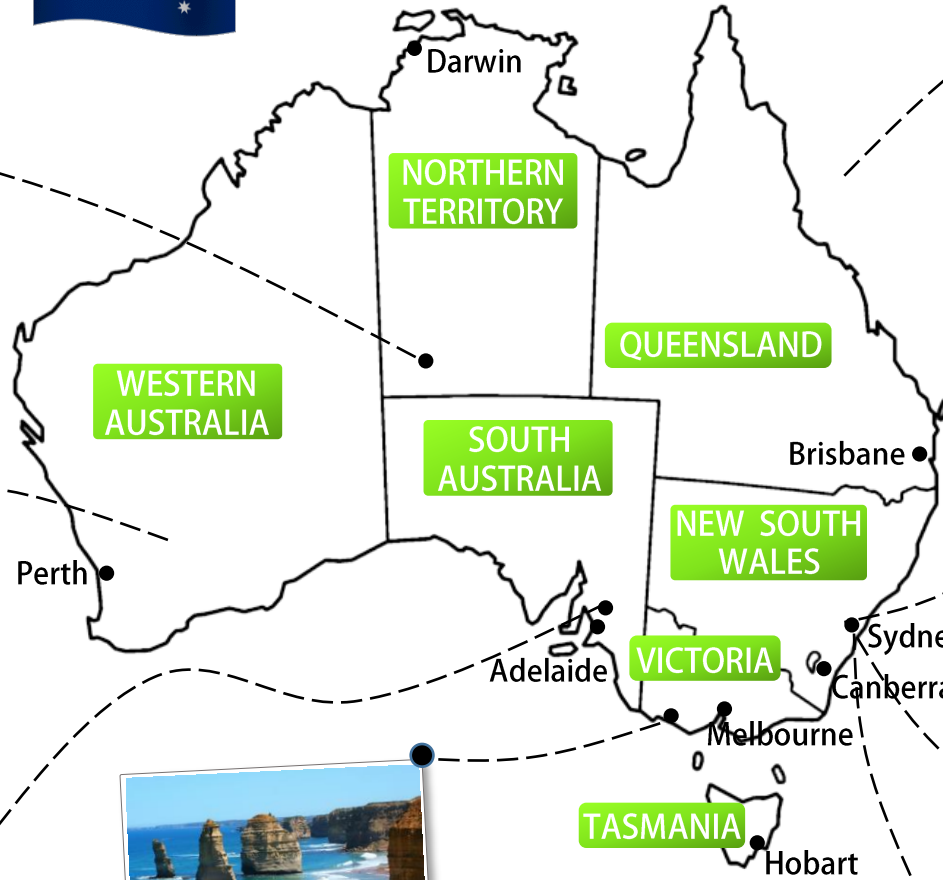 Darwin
NORTHERN
TERRITORY
QUEENSLAND
WESTERN
AUSTRALIA
SOUTH
AUSTRALIA
Brisbane
NEW SOUTH
WALES
Perth
Sydne
VICTORIA
Adelaide
Canberra
Melbourne
TASMANIA
Hobart